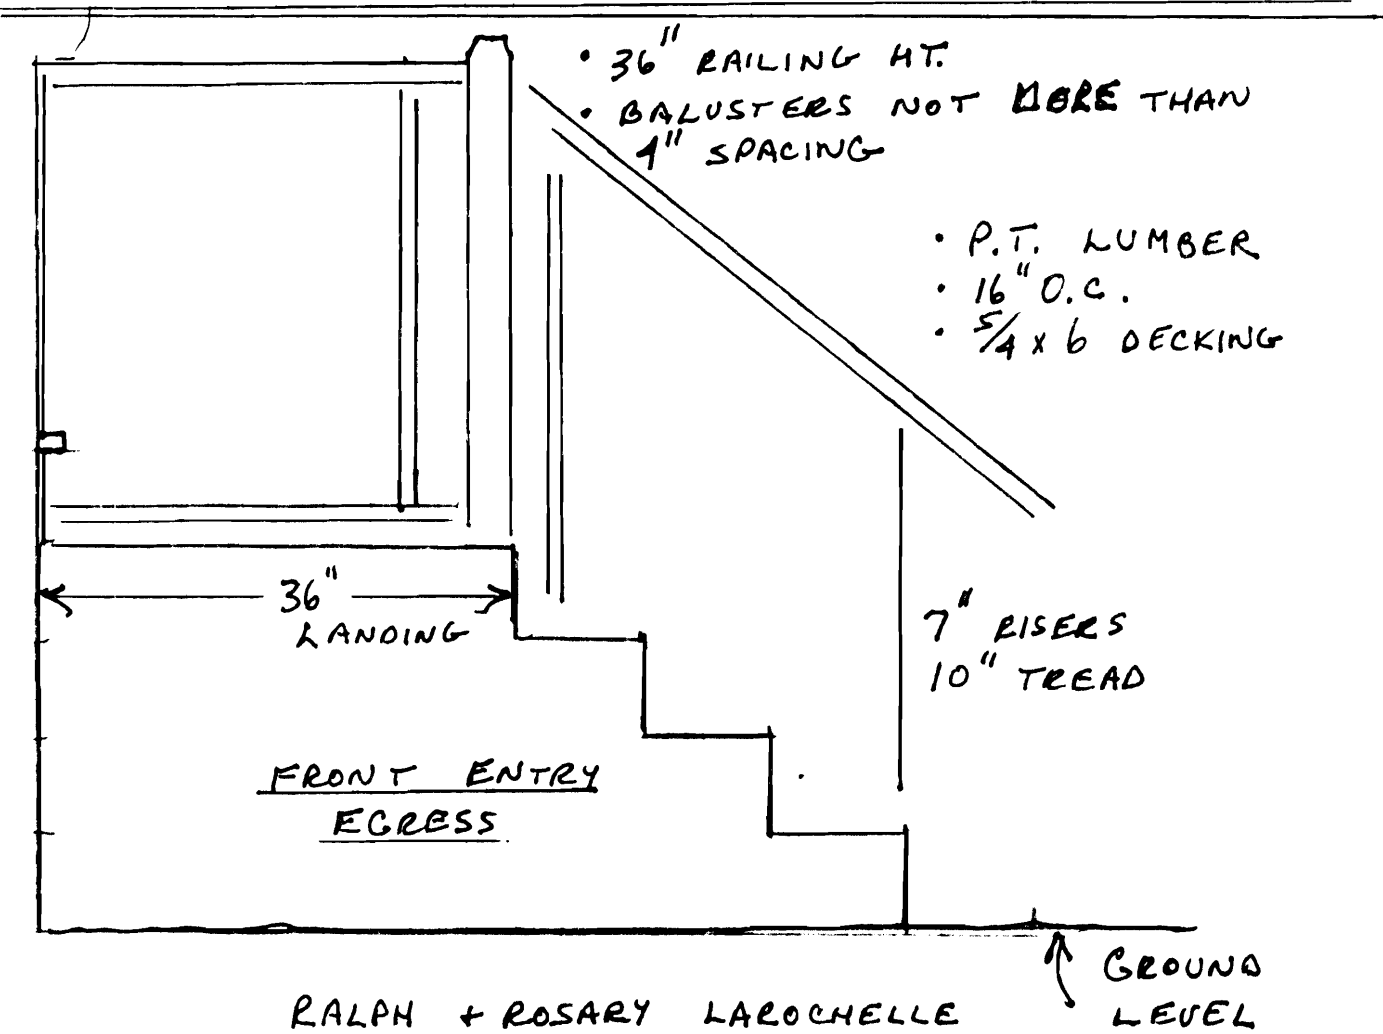 • 36" RAILING HT.
• BALUSTERS NOT MORE THAN
4" SPACING
• P.T. LUMBER
• 16" O.C.
• 5/4 x 6 DECKING
36"
LANDING
7" RISERS
10" TREAD
FRONT ENTRY
EGRESS
GROUND
LEVEL
RALPH + ROSARY LAROCHELLE